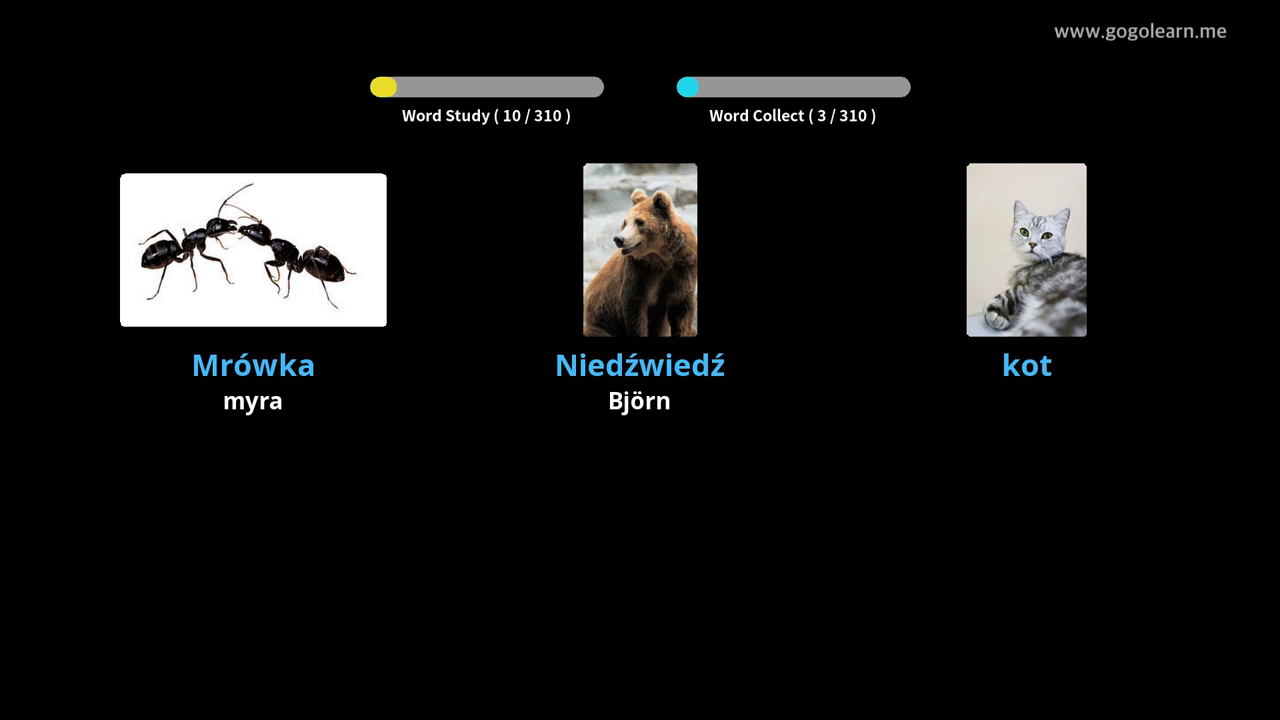 www.gogolearn.me
Word Study ( 10 / 310 )
Word Collect ( 3 / 310 )
Mrówka
myra
Niedźwiedź
Björn
kot